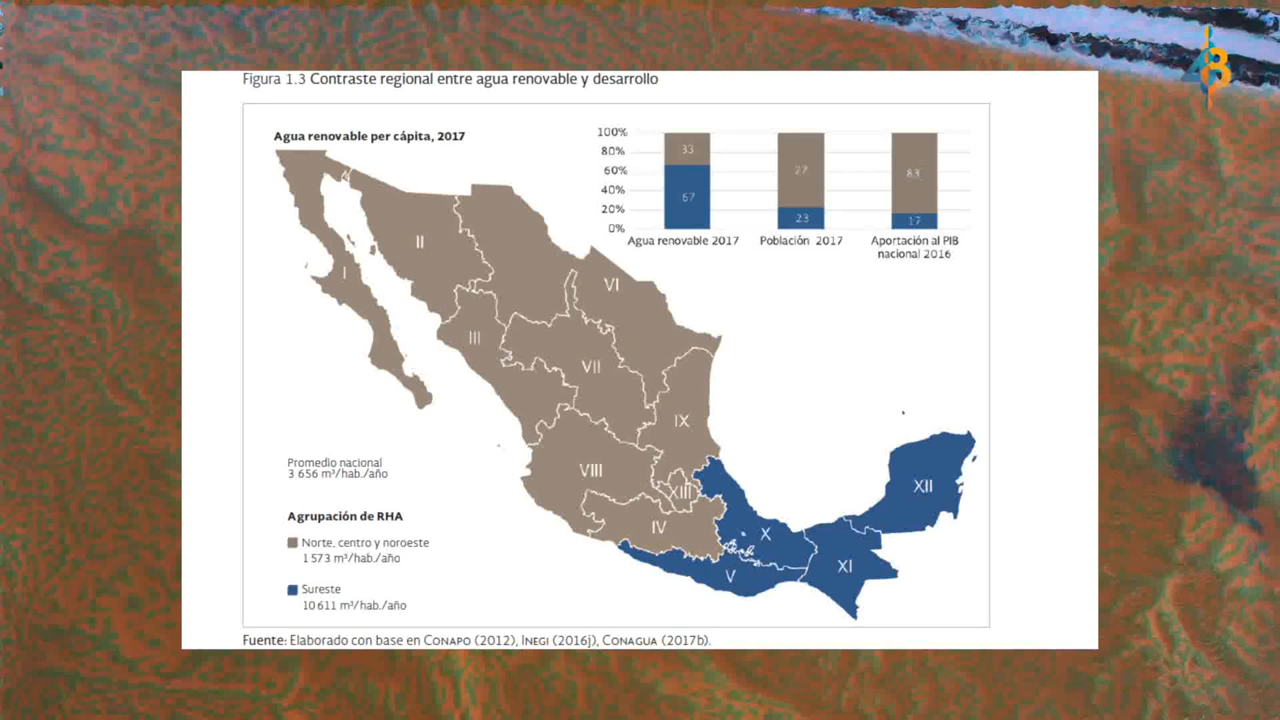 Figura 1.3 Contraste regional entre agua renovable y desarrollo
Agua renovable per cápita, 2017
100%
80%
60%
40%
20%
0%
33
67
27
23
83
17
Agua renovable 2017
Población 2017
Aportación al PIB
nacional 2016
I
II
III
VI
VII
IX
VIII
XIII
IV
X
V
XI
XII
Promedio nacional
3 656 m³/hab./año
Agrupación de RHA
Norte, centro y noroeste
1 573 m³/hab./año
Sureste
10 611 m³/hab./año
Fuente: Elaborado con base en CONAPO (2012), INEGI (2016j), CONAGUA (2017b).